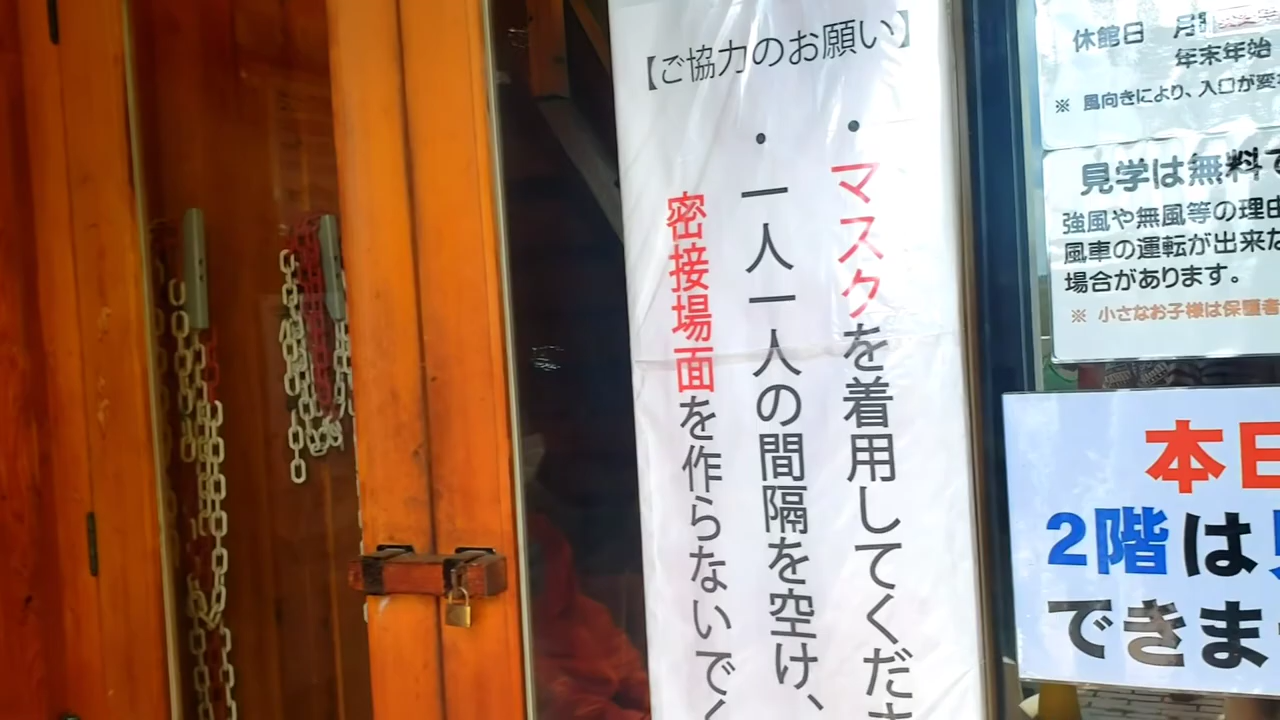 【ご協力のお願い】
・マスクを着用してくださ
・一人一人の間隔を空け、
密接場面を作らないでく
休館日 月
年末年始
※ 風向きにより、入口が変
見学は無料で
強風や無風等の理由
風車の運転が出来な
場合があります。
※ 小さなお子様は保護者
本日
2階は
できま